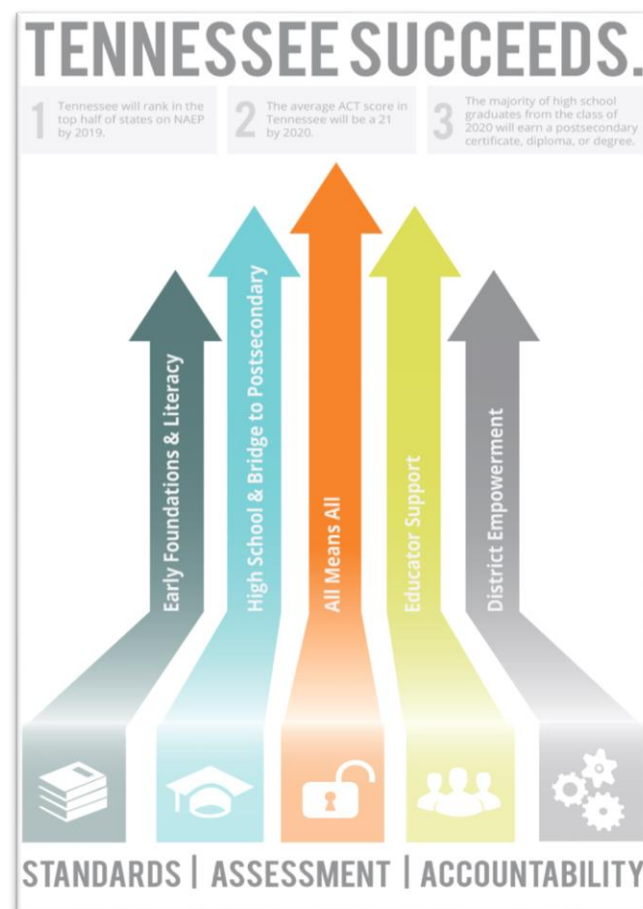 TENNESSEE SUCCEEDS.
1
Tennessee will rank in the
top half of states on NAEP
by 2019.
2
The average ACT score in
Tennessee will be a 21
by 2020.
3
The majority of high school
graduates from the class of
2020 will earn a postsecondary
certificate, diploma, or degree.
Early Foundations & Literacy
High School & Bridge to Postsecondary
All Means All
Educator Support
District Empowerment
STANDARDS | ASSESSMENT | ACCOUNTABILITY